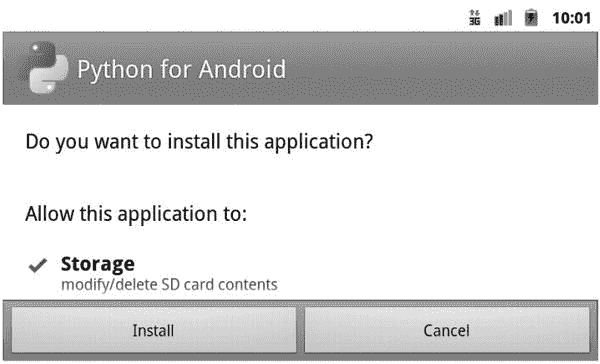 3G 10:01
Python for Android
Do you want to install this application?
Allow this application to:
Storage
modify/delete SD card contents
Install Cancel